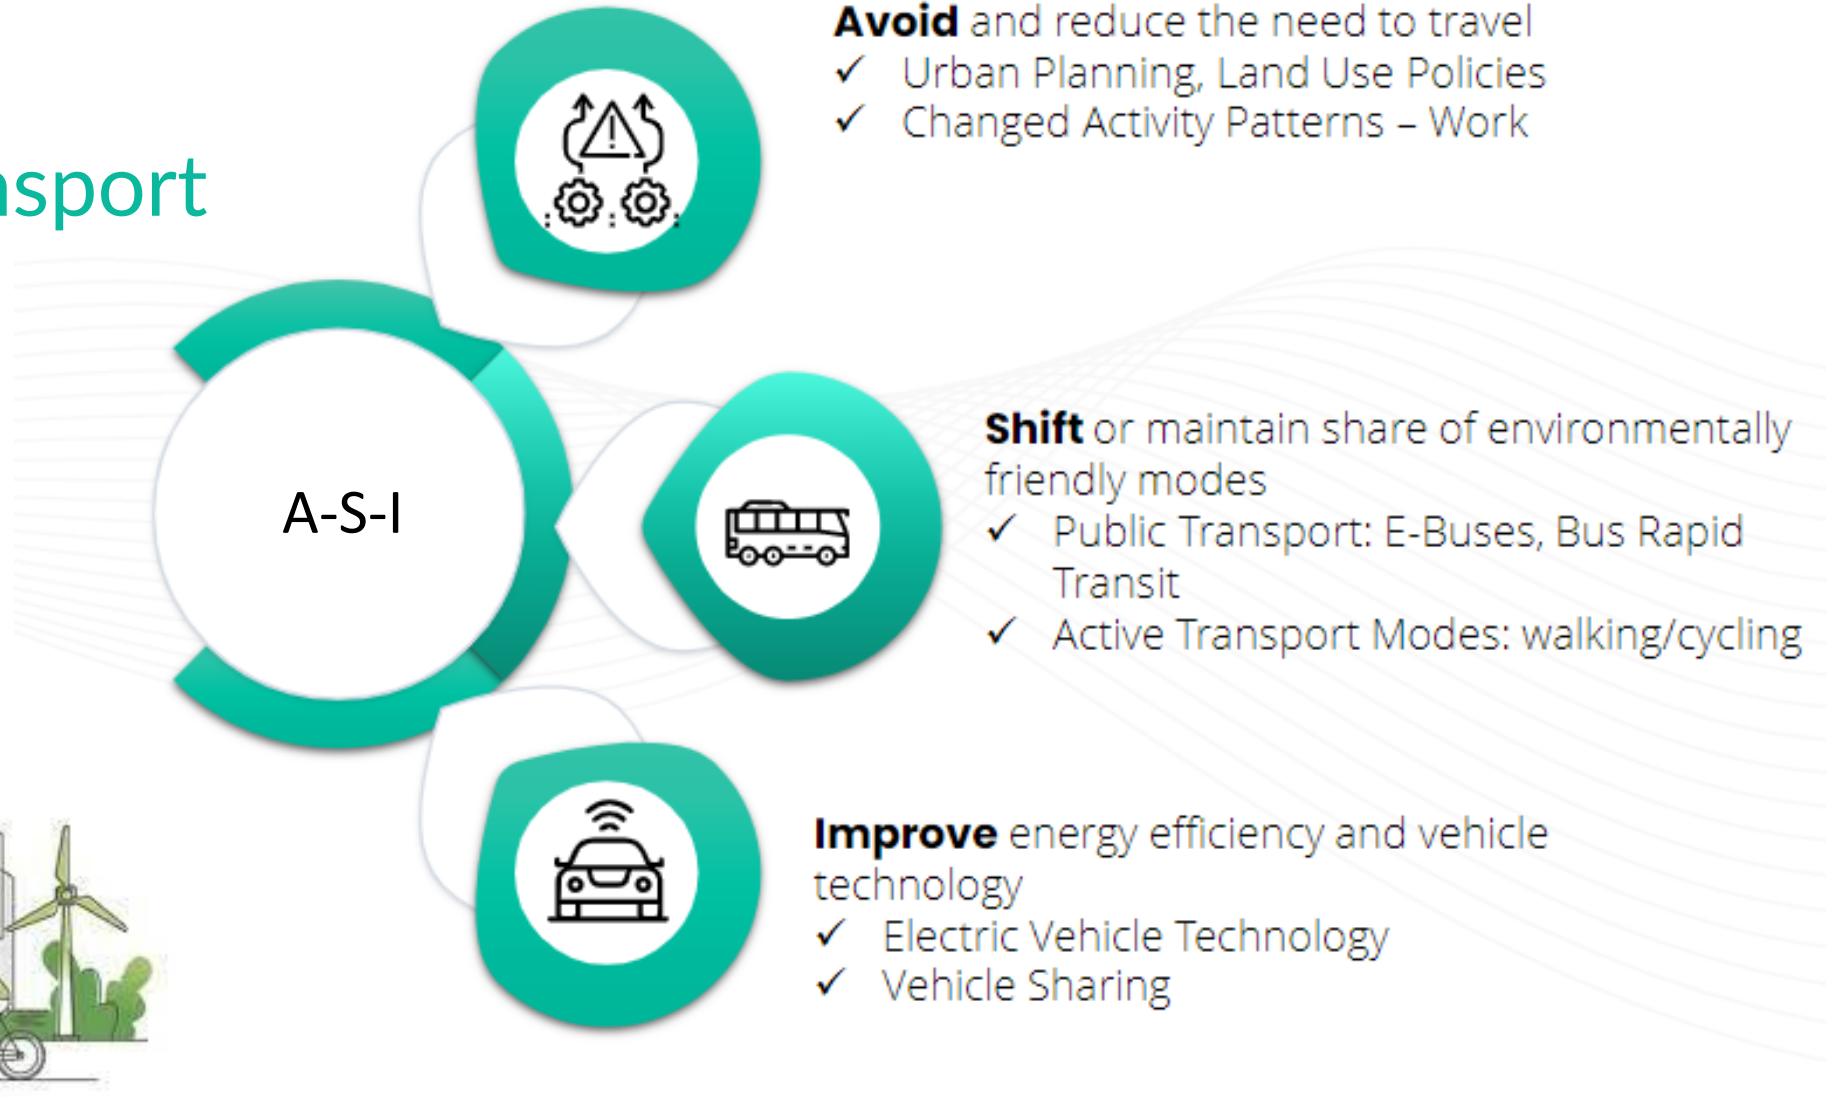 Avoid and reduce the need to travel
✓ Urban Planning, Land Use Policies
✓ Changed Activity Patterns – Work
nsport
A-S-I
Shift or maintain share of environmentally
friendly modes
✓ Public Transport: E-Buses, Bus Rapid
Transit
✓ Active Transport Modes: walking/cycling
Improve energy efficiency and vehicle
technology
✓ Electric Vehicle Technology
✓ Vehicle Sharing